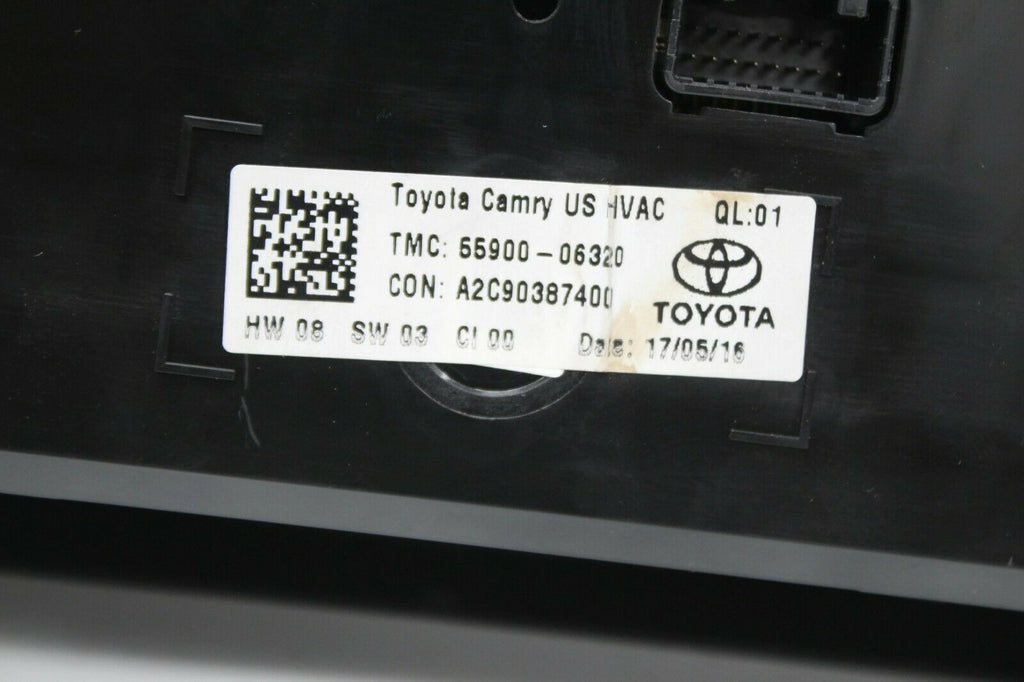 Toyota Camry US HVAC QL:01
TMC: 55900-06320
CON: A2C90387400
TOYOTA
HW 08 SW 03 CI 00 Date: 17/05/16